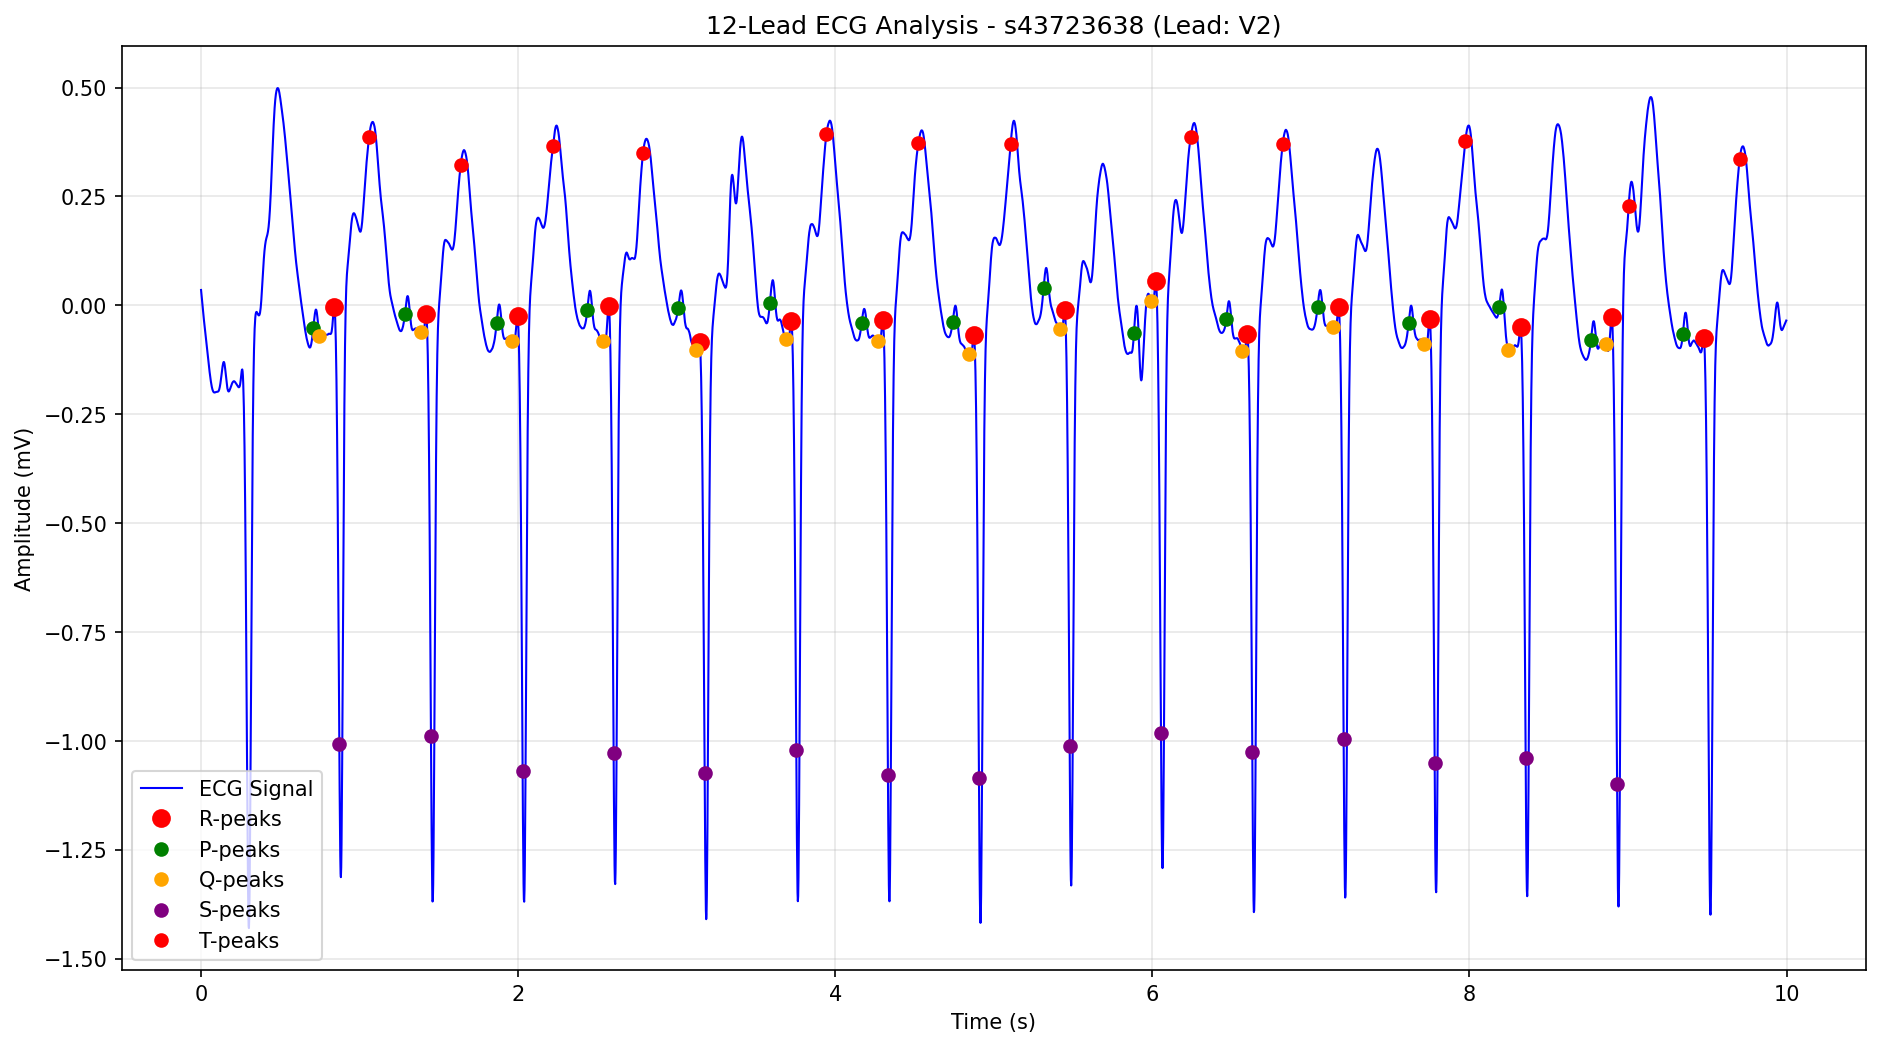 12-Lead ECG Analysis - s43723638 (Lead: V2)
Amplitude (mV)
0.50
0.25
0.00
−0.25
−0.50
−0.75
−1.00
−1.25
−1.50
ECG Signal
R-peaks
P-peaks
Q-peaks
S-peaks
T-peaks
0 2 4 6 8 10
Time (s)